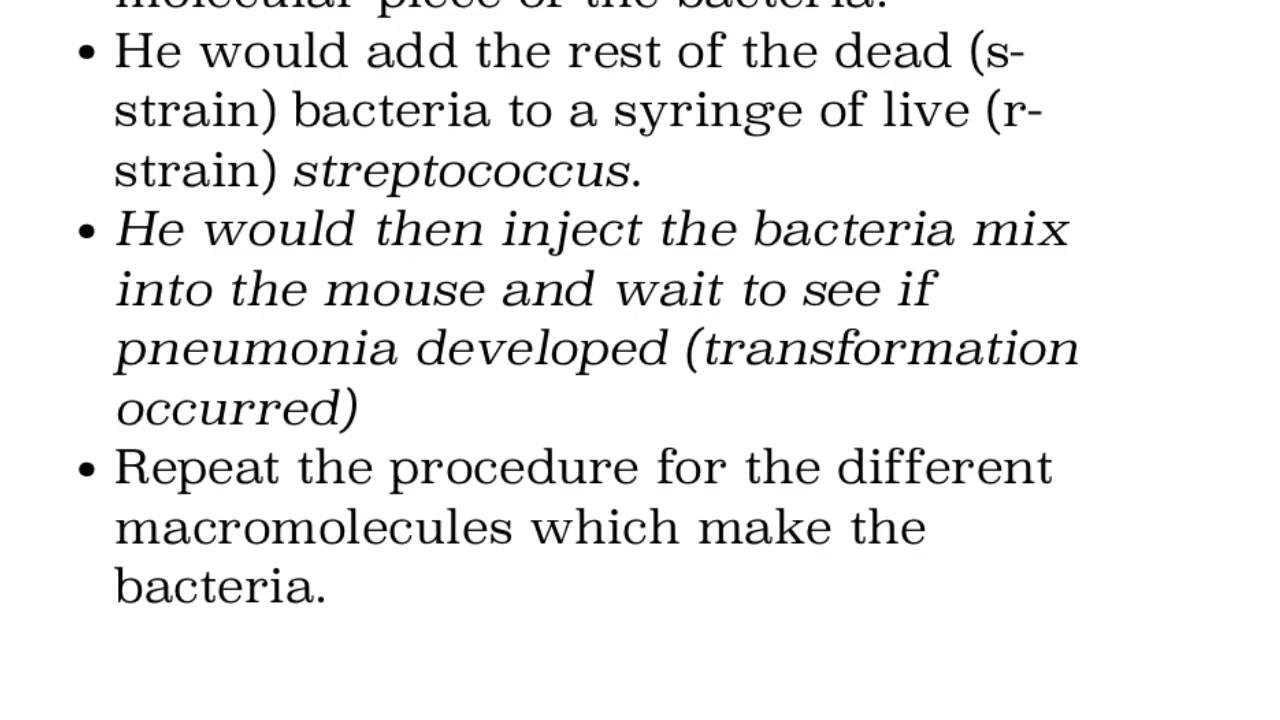 molecular piece of the bacteria.
• He would add the rest of the dead (s-
strain) bacteria to a syringe of live (r-
strain) streptococcus.
• He would then inject the bacteria mix
into the mouse and wait to see if
pneumonia developed (transformation
occurred)
• Repeat the procedure for the different
macromolecules which make the
bacteria.